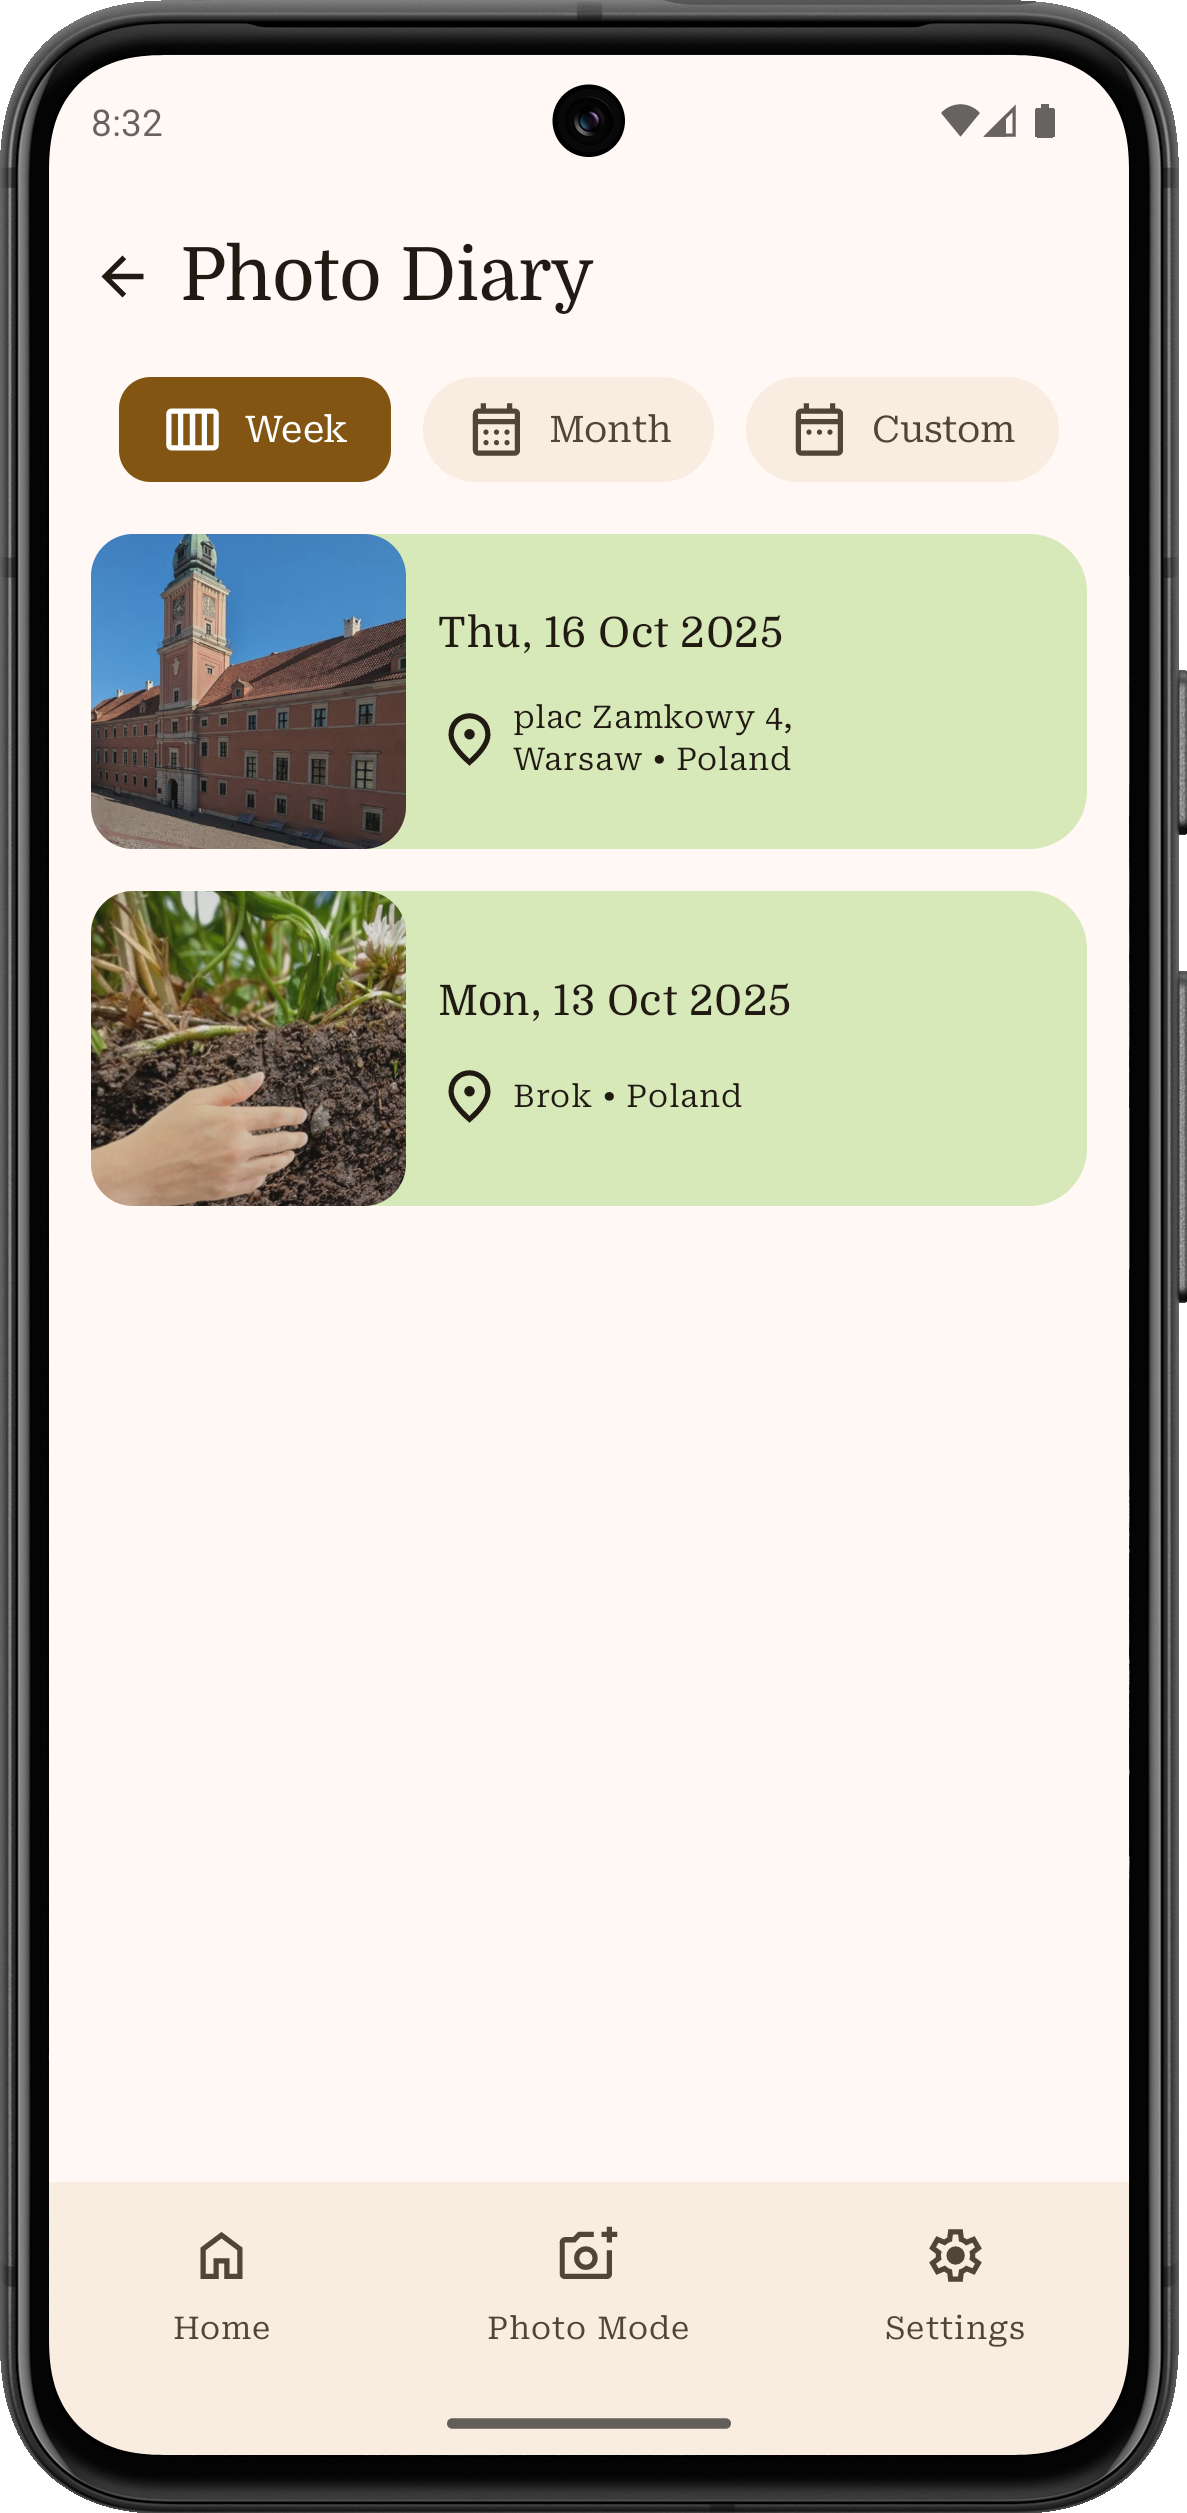 8:32
Photo Diary
Week
Month
Custom
Thu, 16 Oct 2025
plac Zamkowy 4,
Warsaw • Poland
Mon, 13 Oct 2025
Brok • Poland
Home
Photo Mode
Settings